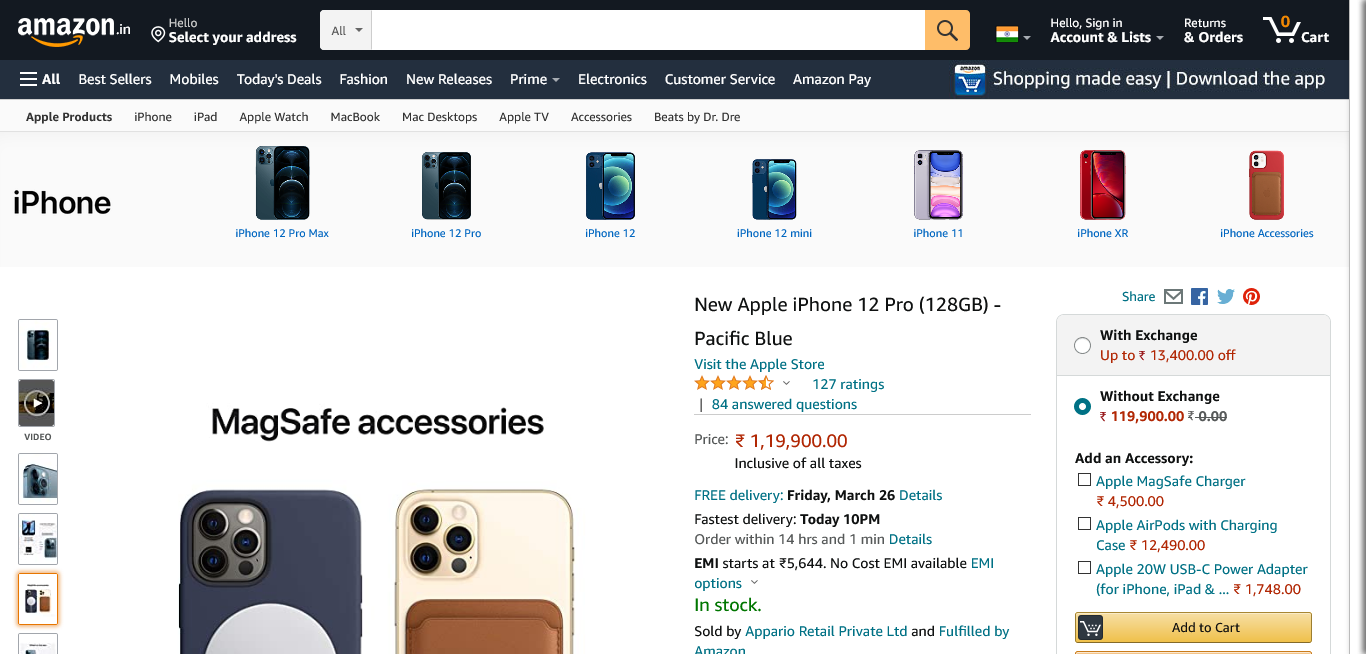 amazon.in
Hello
Select your address
All
Hello, Sign in
Account & Lists
Returns
& Orders
0
Cart
All
Best Sellers
Mobiles
Today's Deals
Fashion
New Releases
Prime
Electronics
Customer Service
Amazon Pay
amazon
Shopping made easy | Download the app
Apple Products
iPhone
iPad
Apple Watch
MacBook
Mac Desktops
Apple TV
Accessories
Beats by Dr. Dre
iPhone
iPhone 12 Pro Max
iPhone 12 Pro
iPhone 12
iPhone 12 mini
iPhone 11
iPhone XR
iPhone Accessories
VIDEO
MagSafe accessories
New Apple iPhone 12 Pro (128GB) -
Pacific Blue
Visit the Apple Store
127 ratings
| 84 answered questions
Price: ₹ 1,19,900.00
Inclusive of all taxes
FREE delivery: Friday, March 26 Details
Fastest delivery: Today 10PM
Order within 14 hrs and 1 min Details
EMI starts at ₹5,644. No Cost EMI available EMI
options
In stock.
Sold by Appario Retail Private Ltd and Fulfilled by
Amazon.
Share
With Exchange
Up to ₹ 13,400.00 off
Without Exchange
₹ 119,900.00 ₹ 0.00
Add an Accessory:
Apple MagSafe Charger
₹ 4,500.00
Apple AirPods with Charging
Case ₹ 12,490.00
Apple 20W USB-C Power Adapter
(for iPhone, iPad & ... ₹ 1,748.00
Add to Cart